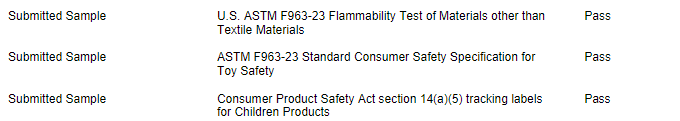 Submitted Sample U.S. ASTM F963-23 Flammability Test of Materials other than Pass
Textile Materials
Submitted Sample ASTM F963-23 Standard Consumer Safety Specification for Pass
Toy Safety
Submitted Sample Consumer Product Safety Act section 14(a)(5) tracking labels Pass
for Children Products